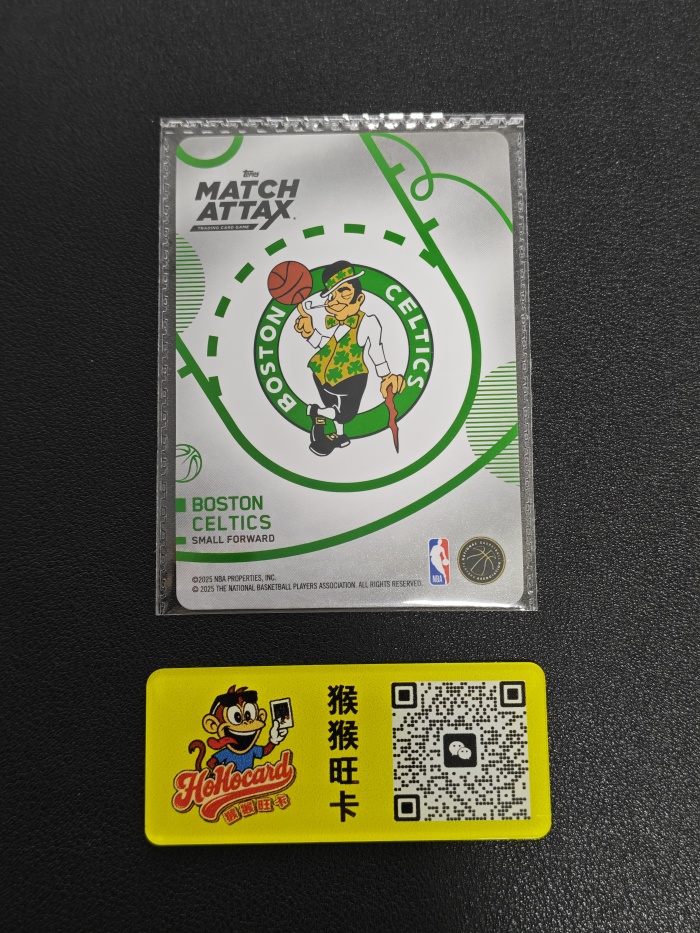 Topps
MATCH
ATTAX
TRADING CARD GAME
BOSTON CELTICS
BOSTON
CELTICS
SMALL FORWARD
©2025 NBA PROPERTIES, INC.
© 2025 THE NATIONAL BASKETBALL PLAYERS ASSOCIATION. ALL RIGHTS RESERVED.
NBA
HoHocard
猴猴旺卡
猴猴旺卡